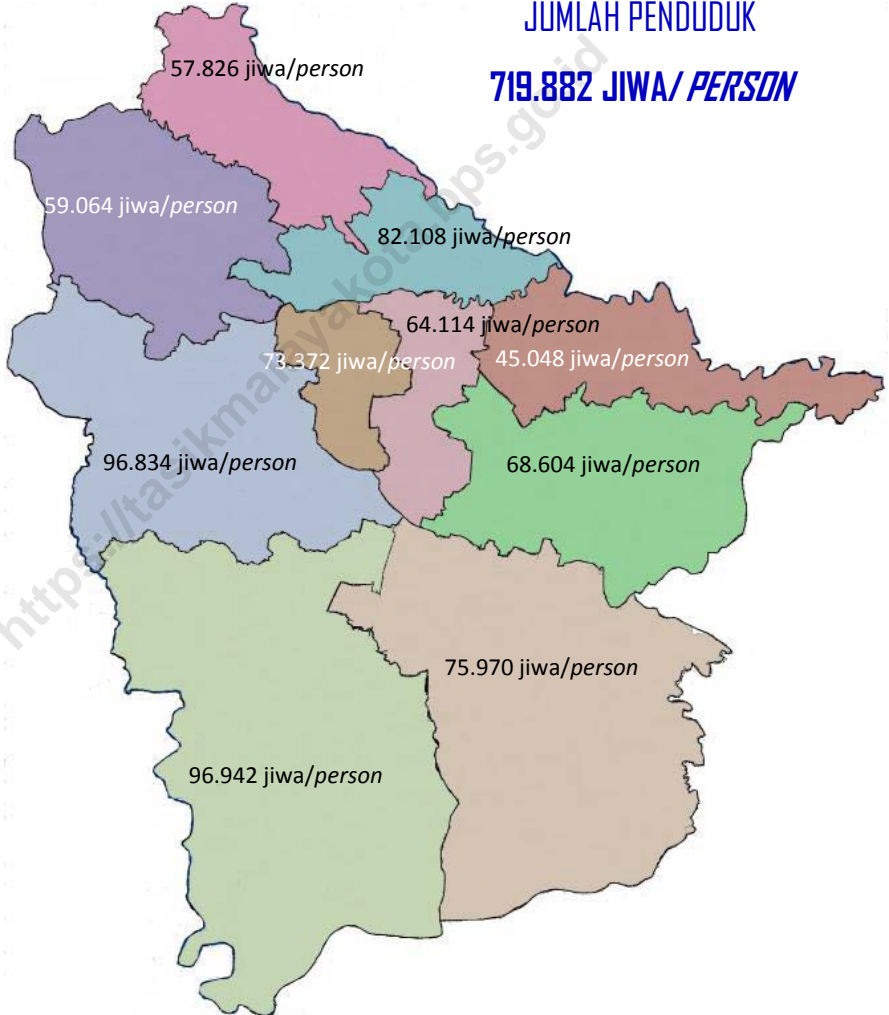 JUMLAH PENDUDUK
719.882 JIWA/ PERSON
57.826 jiwa/person
59.064 jiwa/person
82.108 jiwa/person
64.114 jiwa/person
73.372 jiwa/person
45.048 jiwa/person
96.834 jiwa/person
68.604 jiwa/person
75.970 jiwa/person
96.942 jiwa/person
https://tasikmalayakota.bps.go.id